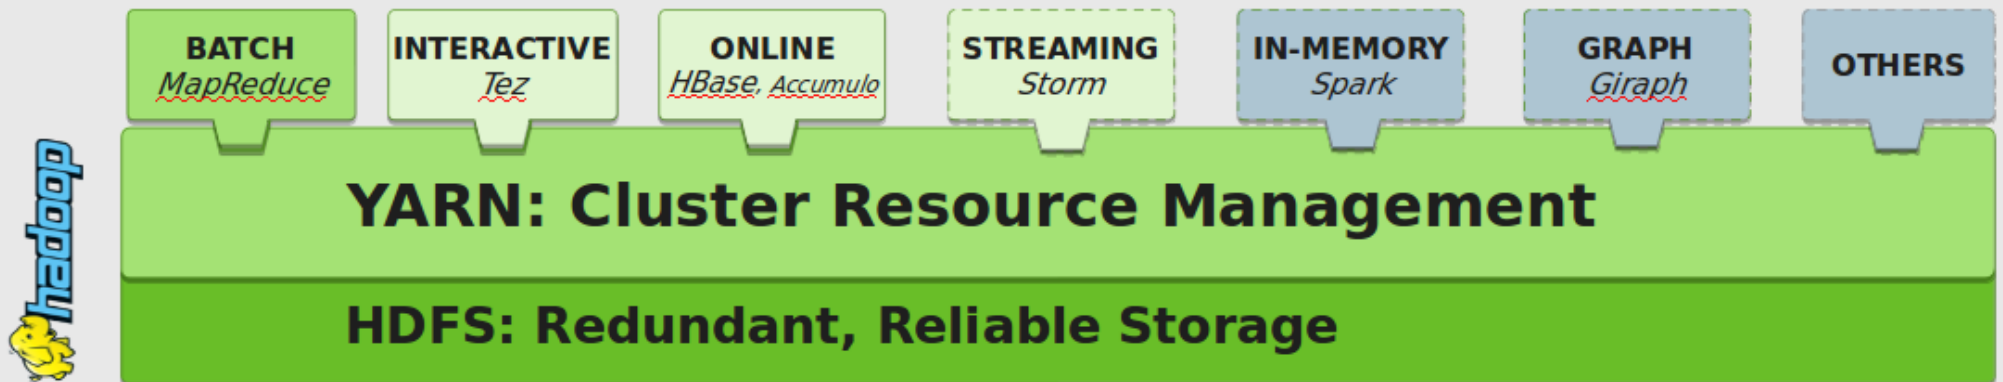 BATCH
MapReduce
INTERACTIVE
Tez
ONLINE
HBase, Accumulo
STREAMING
Storm
IN-MEMORY
Spark
GRAPH
Giraph
OTHERS
hadoop
YARN: Cluster Resource Management
HDFS: Redundant, Reliable Storage